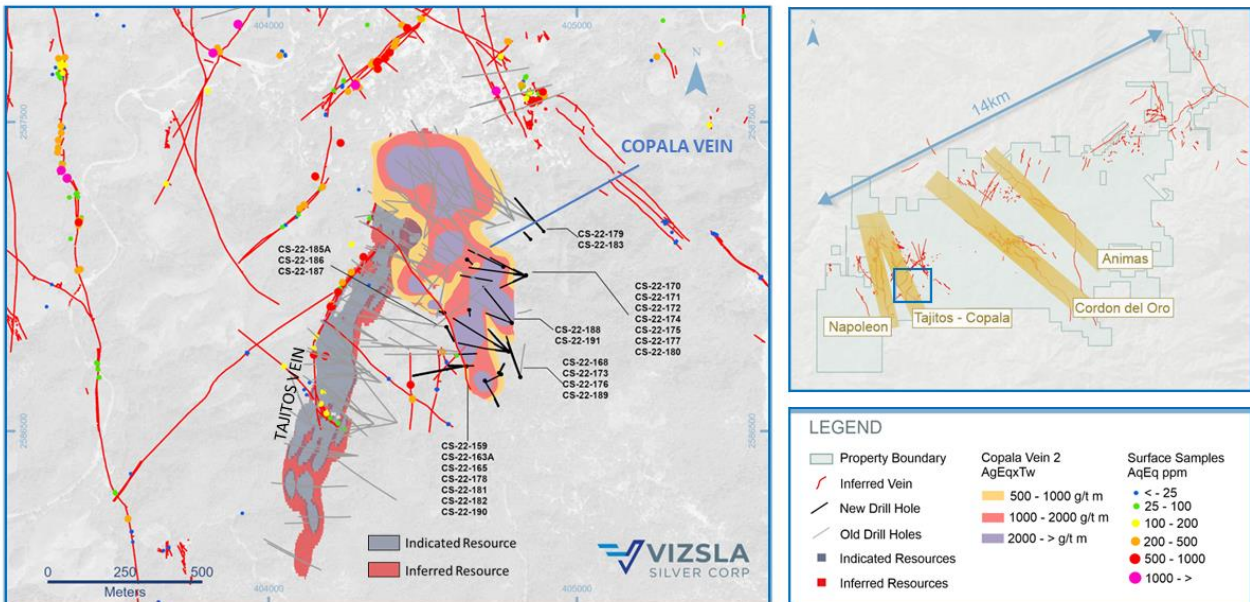 404000
405000
N
2587500
2587500
COPALA VEIN
CS-22-179
CS-22-183
CS-22-185A
CS-22-186
CS-22-187
CS-22-170
CS-22-171
CS-22-172
CS-22-174
CS-22-175
CS-22-177
CS-22-180
CS-22-188
CS-22-191
CS-22-168
CS-22-173
CS-22-176
CS-22-189
TAJITOS VEIN
2586500
2586500
CS-22-159
CS-22-163A
CS-22-165
CS-22-178
CS-22-181
CS-22-182
CS-22-190
Indicated Resource
Inferred Resource
0 250 500
Meters
404000
405000
VIZSLA
SILVER CORP
N
14km
Animas
Cordon del Oro
Napoleon
Tajitos - Copala
LEGEND
Property Boundary
Inferred Vein
New Drill Hole
Old Drill Holes
Indicated Resources
Inferred Resources
Copala Vein 2
AgEqxTw
500 - 1000 g/t m
1000 - 2000 g/t m
2000 - > g/t m
Surface Samples
AqEq ppm
< - 25
25 - 100
100 - 200
200 - 500
500 - 1000
1000 - >